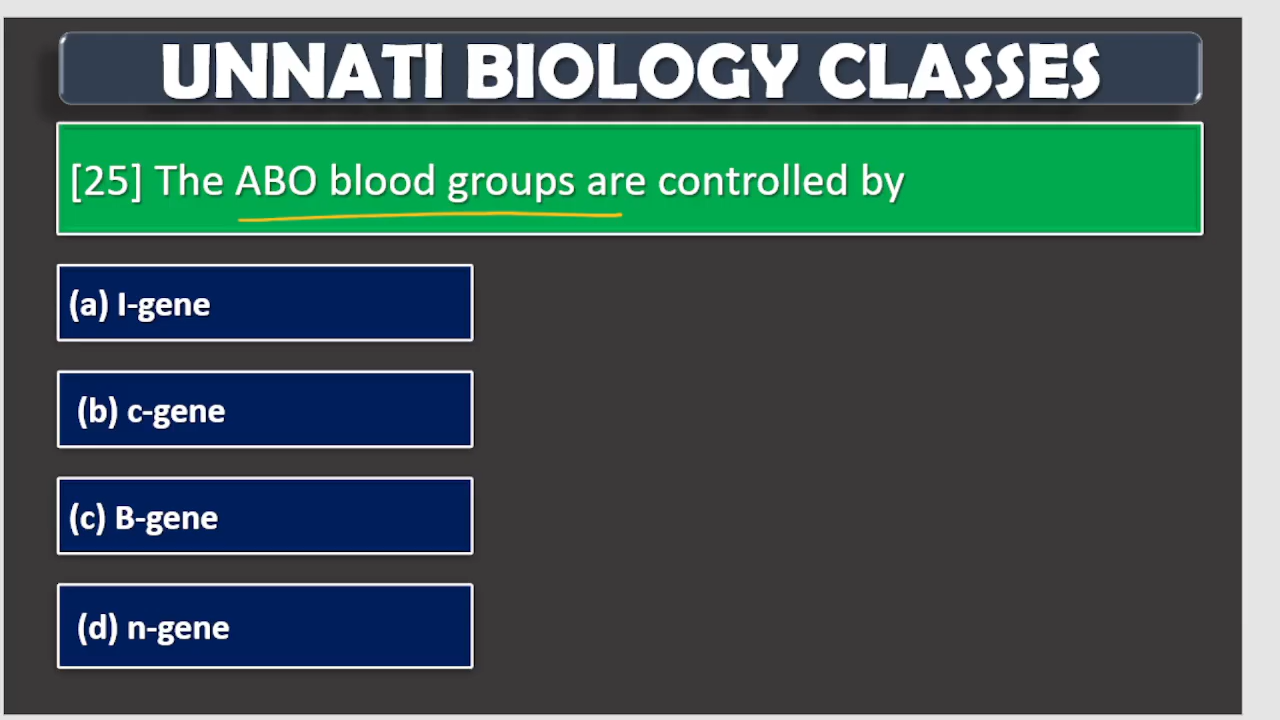 UNNATI BIOLOGY CLASSES
[25] The ABO blood groups are controlled by
(a) I-gene
(b) c-gene
(c) B-gene
(d) n-gene